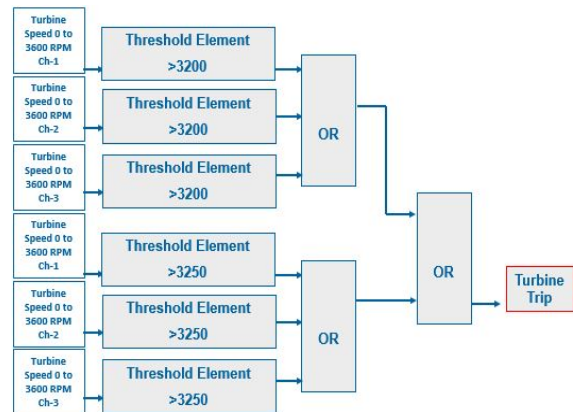 Turbine
Speed 0 to
3600 RPM
Ch-1
Threshold Element
>3200
Turbine
Speed 0 to
3600 RPM
Ch-2
Threshold Element
>3200
Turbine
Speed 0 to
3600 RPM
Ch-3
Threshold Element
>3200
OR
Turbine
Speed 0 to
3600 RPM
Ch-1
Threshold Element
>3250
Turbine
Speed 0 to
3600 RPM
Ch-2
Threshold Element
>3250
Turbine
Speed 0 to
3600 RPM
Ch-3
Threshold Element
>3250
OR
OR
Turbine
Trip